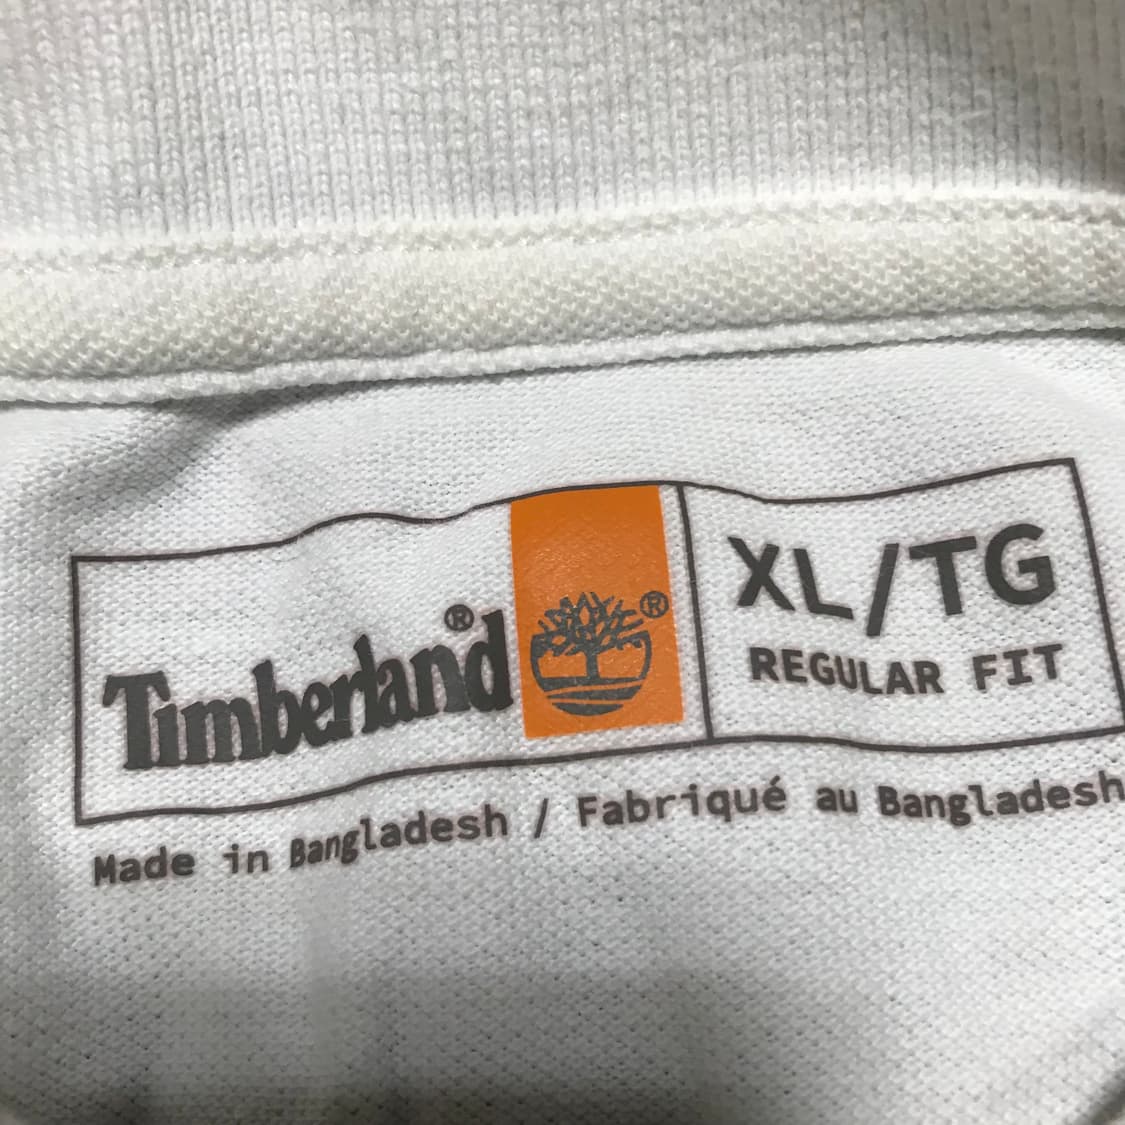 Timberland® ®
XL/TG
REGULAR FIT
Made in Bangladesh / Fabriqué au Bangladesh